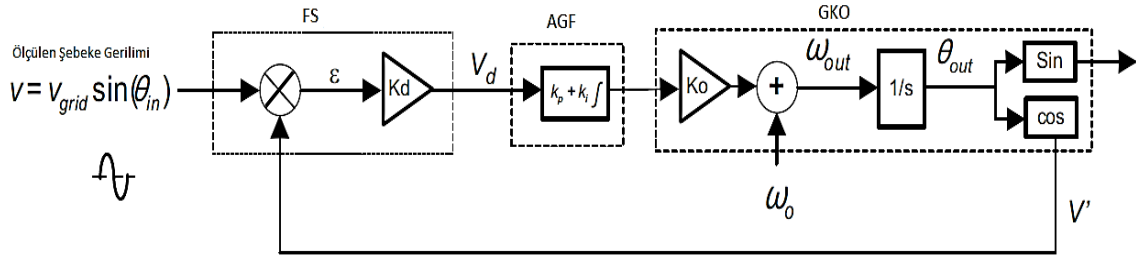 FS
AGF
GKO
Ölçülen Şebeke Gerilimi
v = v_grid sin(θ_in)
ε
Kd
V_d
k_p + k_i ∫
Ko
+
ω_out
1/s
θ_out
Sin
cos
ω_o
V'